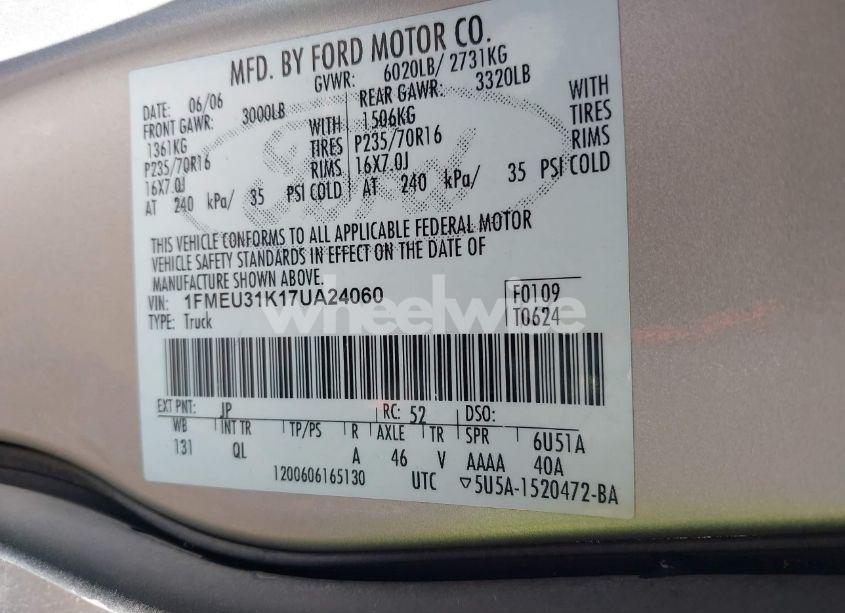 MFD. BY FORD MOTOR CO.
DATE: 06/06 GVWR: 6020LB/ 2731KG
FRONT GAWR: 3000LB REAR GAWR: 3320LB
1361KG WITH 1506KG WITH
P235/70R16 TIRES P235/70R16 TIRES
16X7.0J RIMS 16X7.0J RIMS
AT 240 kPa/ 35 PSI COLD AT 240 kPa/ 35 PSI COLD
Ford
THIS VEHICLE CONFORMS TO ALL APPLICABLE FEDERAL MOTOR
VEHICLE SAFETY STANDARDS IN EFFECT ON THE DATE OF
MANUFACTURE SHOWN ABOVE.
VIN: 1FMEU31K17UA24060 F0109
TYPE: Truck T0624
wheelwise
EXT PNT: JP RC: 52 DSO:
WB INT TR TP/PS R AXLE TR SPR 6U51A
131 QL A 46 V AAAA 40A
1200606165130 UTC ▽5U5A-1520472-BA